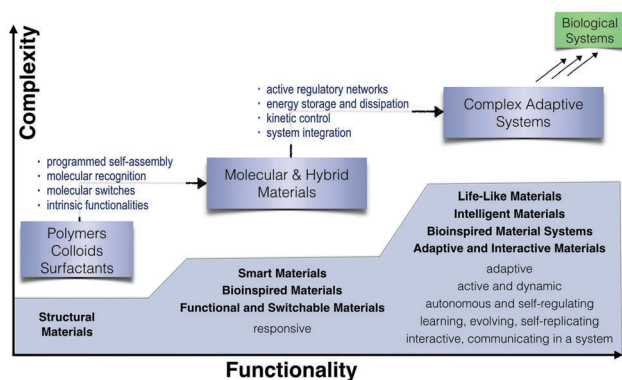 Biological
Systems
Complexity
• active regulatory networks
• energy storage and dissipation
• kinetic control
• system integration
Complex Adaptive
Systems
• programmed self-assembly
• molecular recognition
• molecular switches
• intrinsic functionalities
Molecular & Hybrid
Materials
Polymers
Colloids
Surfactants
Life-Like Materials
Intelligent Materials
Bioinspired Material Systems
Adaptive and Interactive Materials
adaptive
active and dynamic
autonomous and self-regulating
learning, evolving, self-replicating
interactive, communicating in a system
Smart Materials
Bioinspired Materials
Functional and Switchable Materials
responsive
Structural
Materials
Functionality